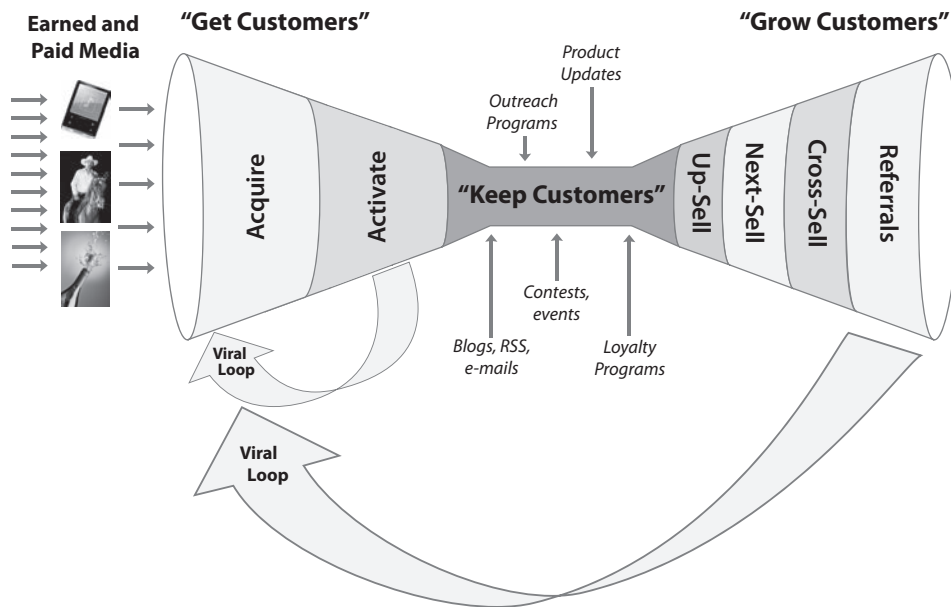 Earned and
Paid Media
“Get Customers”
“Grow Customers”
Product
Updates
Outreach
Programs
Acquire
Activate
“Keep Customers”
Up-Sell
Next-Sell
Cross-Sell
Referrals
Contests,
events
Blogs, RSS,
e-mails
Loyalty
Programs
Viral
Loop
Viral
Loop